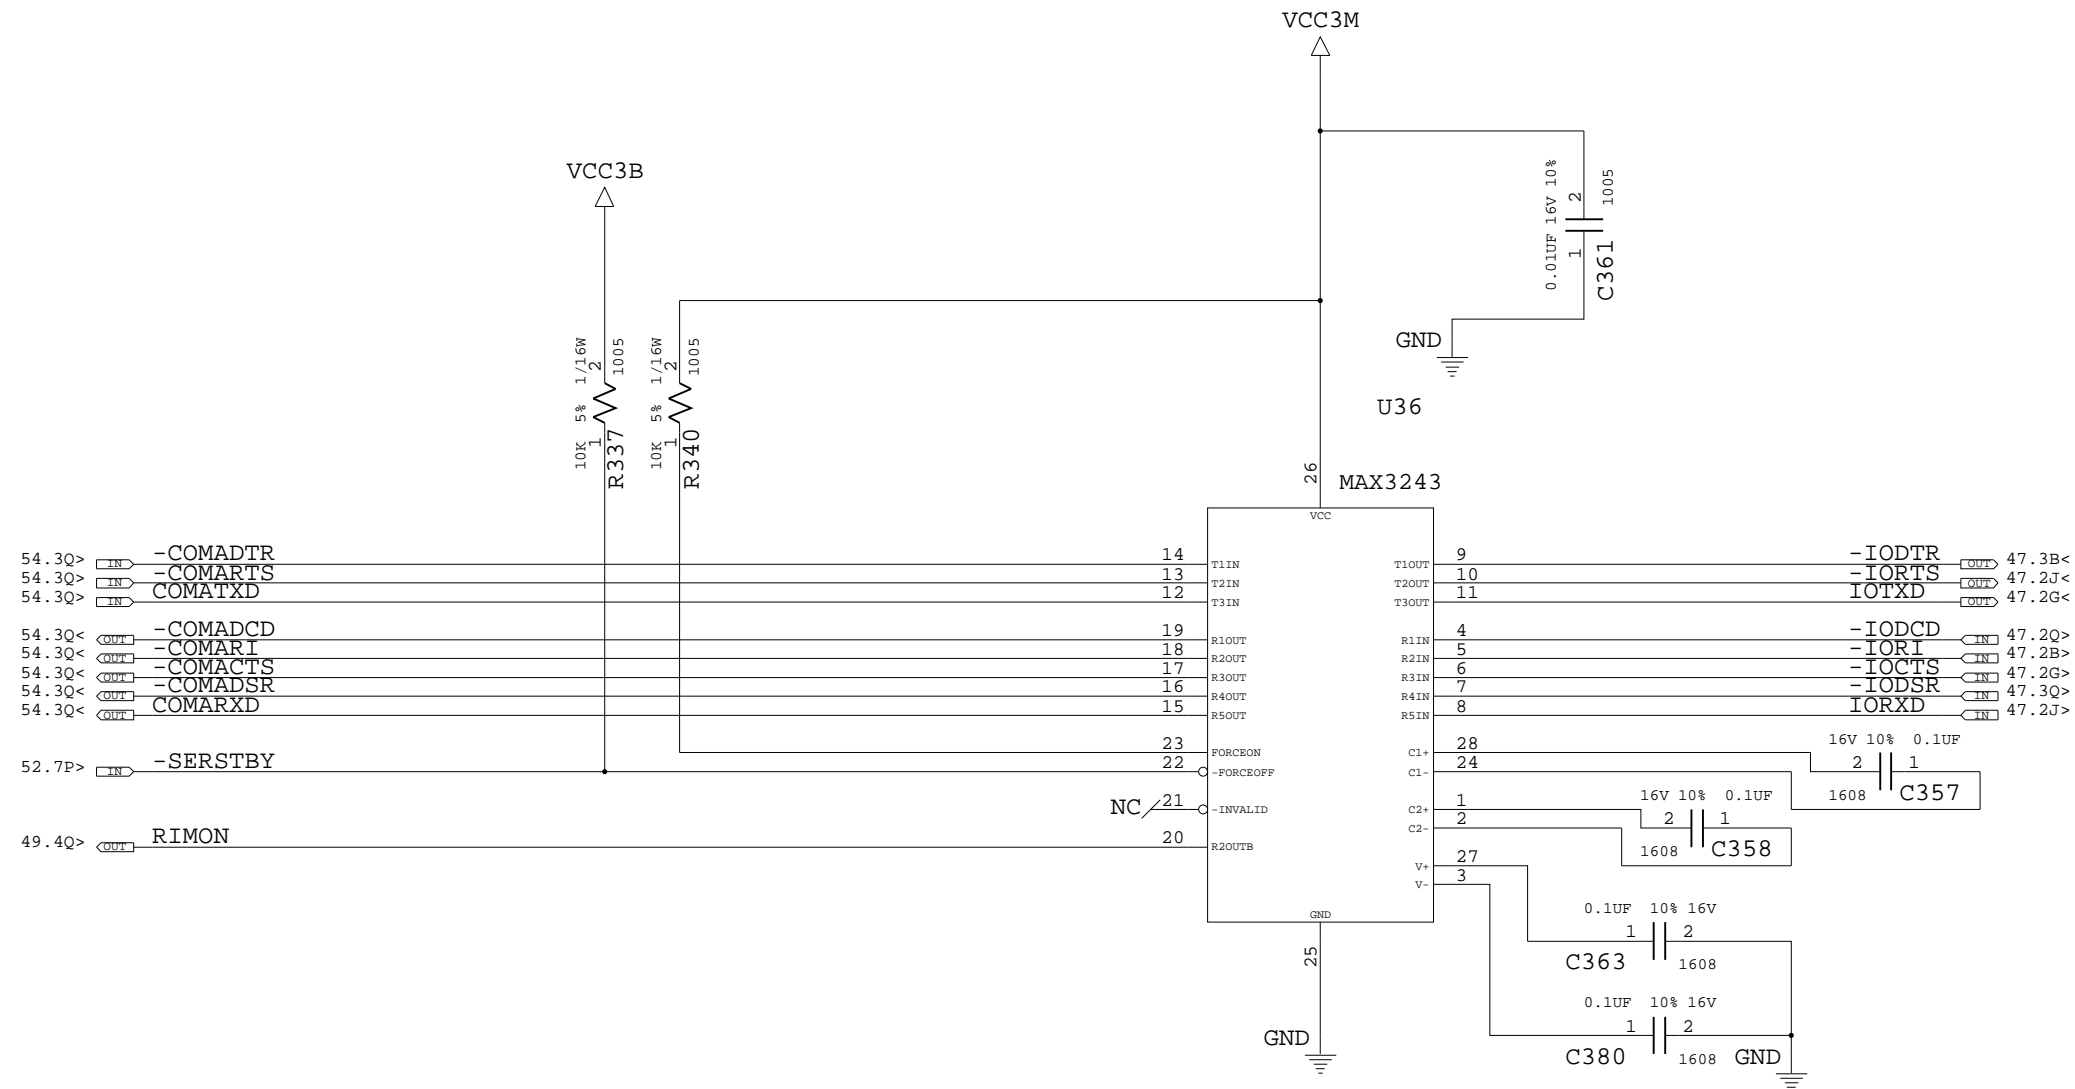 VCC3M
VCC3B
0.01UF 16V 10%
2
1
1005
C361
GND
10K 5% 1/16W
2
1
1005
R337
10K 5% 1/16W
2
1
1005
R340
U36
26
MAX3243
VCC
54.3Q> IN -COMADTR 14 T1IN T1OUT 9 -IODTR OUT 47.3B<
54.3Q> IN -COMARTS 13 T2IN T2OUT 10 -IORTS OUT 47.2J<
54.3Q> IN COMATXD 12 T3IN T3OUT 11 IOTXD OUT 47.2G<
54.3Q< OUT -COMADCD 19 R1OUT R1IN 4 -IODCD IN 47.2Q>
54.3Q< OUT -COMARI 18 R2OUT R2IN 5 -IORI IN 47.2B>
54.3Q< OUT -COMACTS 17 R3OUT R3IN 6 -IOCTS IN 47.2G>
54.3Q< OUT -COMADSR 16 R4OUT R4IN 7 -IODSR IN 47.3Q>
54.3Q< OUT COMARXD 15 R5OUT R5IN 8 IORXD IN 47.2J>
23 FORCEON C1+ 28
52.7P> IN -SERSTBY 22 -FORCEOFF C1- 24
16V 10% 0.1UF
2 1
1608 C357
NC 21 -INVALID C2+ 1
C2- 2
16V 10% 0.1UF
2 1
1608 C358
49.4Q> OUT RIMON 20 R2OUTB
V+ 27
V- 3
GND
25
GND
0.1UF 10% 16V
1 2
C363 1608
0.1UF 10% 16V
1 2
C380 1608 GND